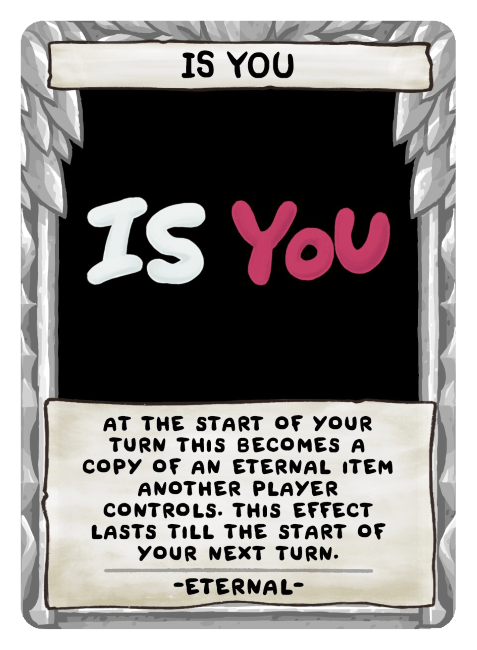 IS YOU
IS YOU
AT THE START OF YOUR
TURN THIS BECOMES A
COPY OF AN ETERNAL ITEM
ANOTHER PLAYER
CONTROLS. THIS EFFECT
LASTS TILL THE START OF
YOUR NEXT TURN.
-ETERNAL-